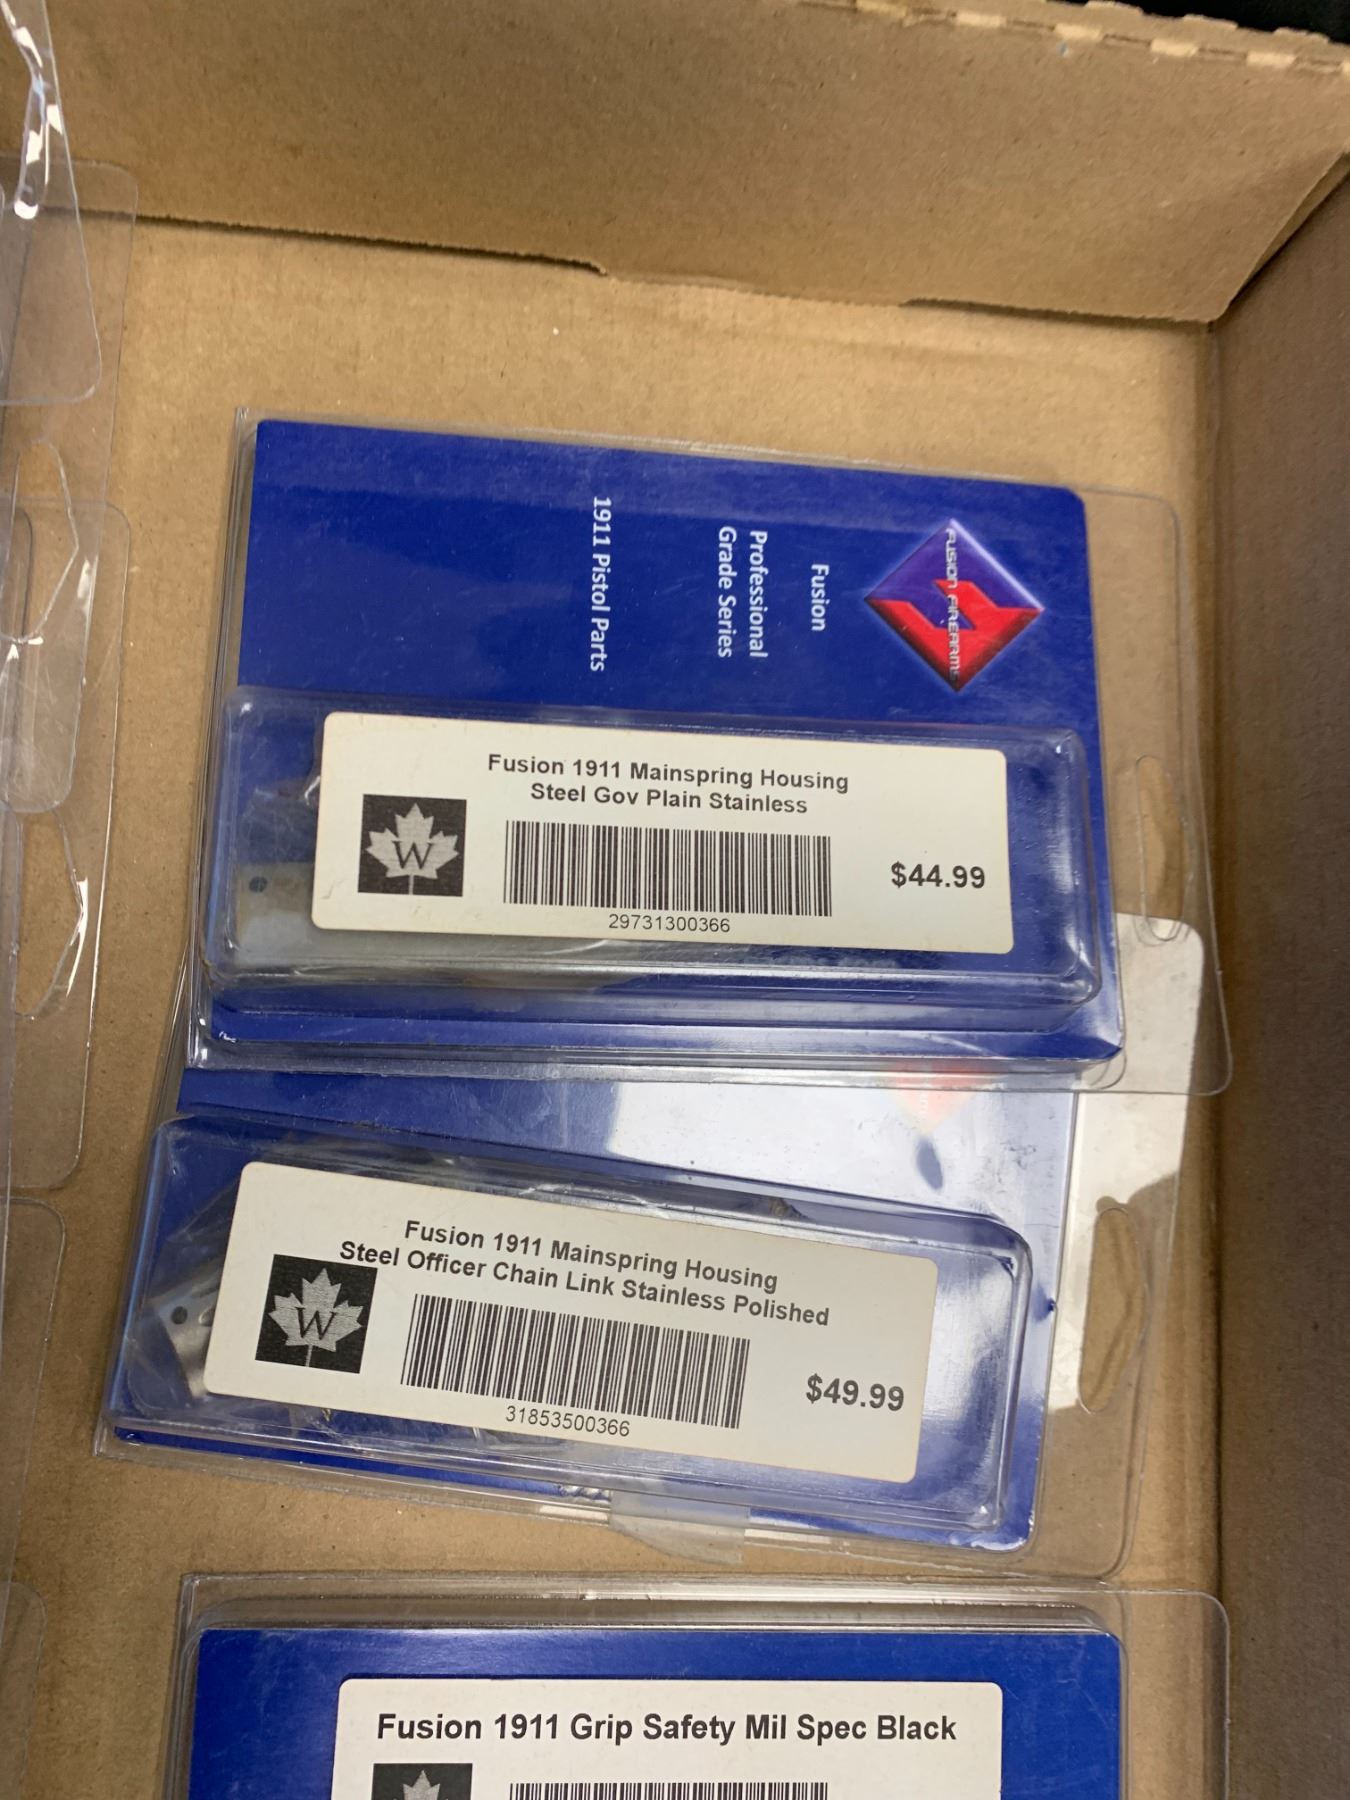 FUSION FIREARMS
Fusion
Professional
Grade Series
1911 Pistol Parts
Fusion 1911 Mainspring Housing
Steel Gov Plain Stainless
W
$44.99
29731300366
Fusion 1911 Mainspring Housing
Steel Officer Chain Link Stainless Polished
W
$49.99
31853500366
Fusion 1911 Grip Safety Mil Spec Black